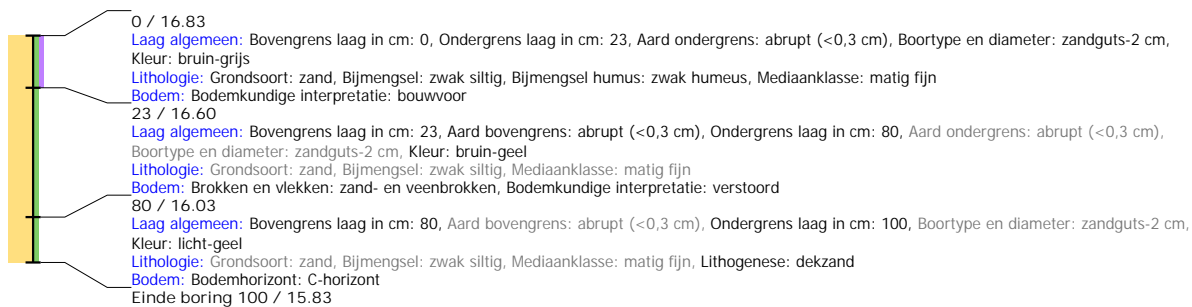 0 / 16.83
Laag algemeen: Bovengrens laag in cm: 0, Ondergrens laag in cm: 23, Aard ondergrens: abrupt (<0,3 cm), Boortype en diameter: zandguts-2 cm,
Kleur: bruin-grijs
Lithologie: Grondsoort: zand, Bijmengsel: zwak siltig, Bijmengsel humus: zwak humeus, Mediaanklasse: matig fijn
Bodem: Bodemkundige interpretatie: bouwvoor
23 / 16.60
Laag algemeen: Bovengrens laag in cm: 23, Aard bovengrens: abrupt (<0,3 cm), Ondergrens laag in cm: 80, Aard ondergrens: abrupt (<0,3 cm),
Boortype en diameter: zandguts-2 cm, Kleur: bruin-geel
Lithologie: Grondsoort: zand, Bijmengsel: zwak siltig, Mediaanklasse: matig fijn
Bodem: Brokken en vlekken: zand- en veenbrokken, Bodemkundige interpretatie: verstoord
80 / 16.03
Laag algemeen: Bovengrens laag in cm: 80, Aard bovengrens: abrupt (<0,3 cm), Ondergrens laag in cm: 100, Boortype en diameter: zandguts-2 cm,
Kleur: licht-geel
Lithologie: Grondsoort: zand, Bijmengsel: zwak siltig, Mediaanklasse: matig fijn, Lithogenese: dekzand
Bodem: Bodemhorizont: C-horizont
Einde boring 100 / 15.83